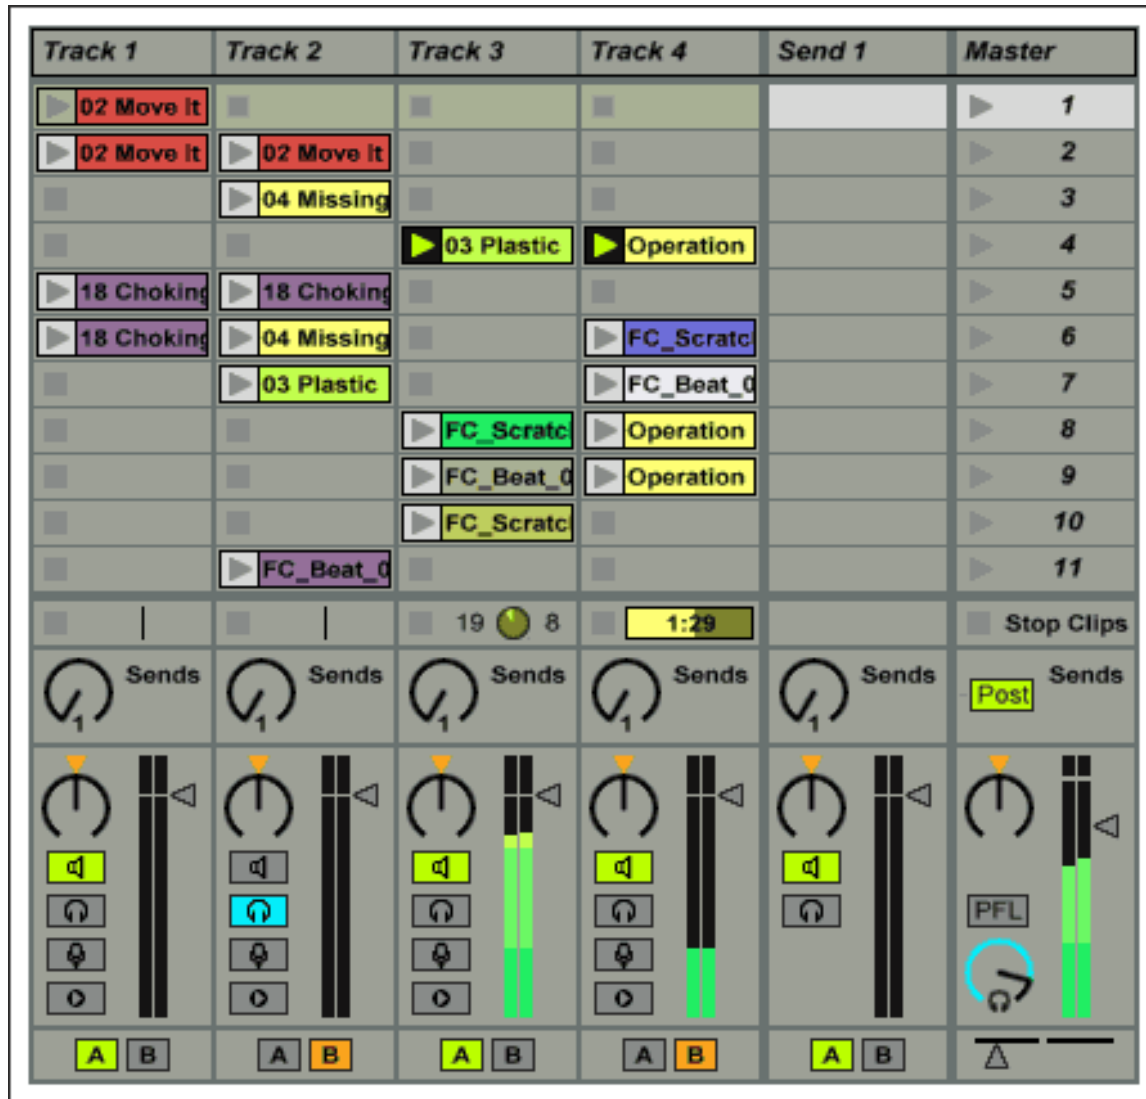 Track 1 Track 2 Track 3 Track 4 Send 1 Master
02 Move It 1
02 Move It 02 Move It 2
04 Missing 3
03 Plastic Operation 4
18 Choking 18 Choking 5
18 Choking 04 Missing FC_Scratcl 6
03 Plastic FC_Beat_0 7
FC_Scratcl Operation 8
FC_Beat_0 Operation 9
FC_Scratcl 10
FC_Beat_0 11
19 8 1:29 Stop Clips
Sends Sends Sends Sends Sends Sends
Post
1 1 1 1 1
PFL
A B A B A B A B A B